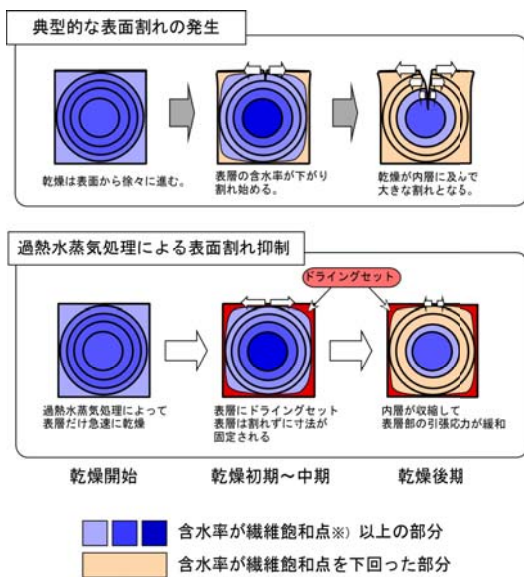 典型的な表面割れの発生
乾燥は表面から徐々に進む。
表層の含水率が下がり
割れ始める。
乾燥が内層に及んで
大きな割れとなる。
過熱水蒸気処理による表面割れ抑制
ドライングセット
過熱水蒸気処理によって
表層だけ急速に乾燥
表層にドライングセット
表層は割れずに寸法が
固定される
内層が収縮して
表層部の引張応力が緩和
乾燥開始
乾燥初期～中期
乾燥後期
含水率が繊維飽和点※）以上の部分
含水率が繊維飽和点を下回った部分